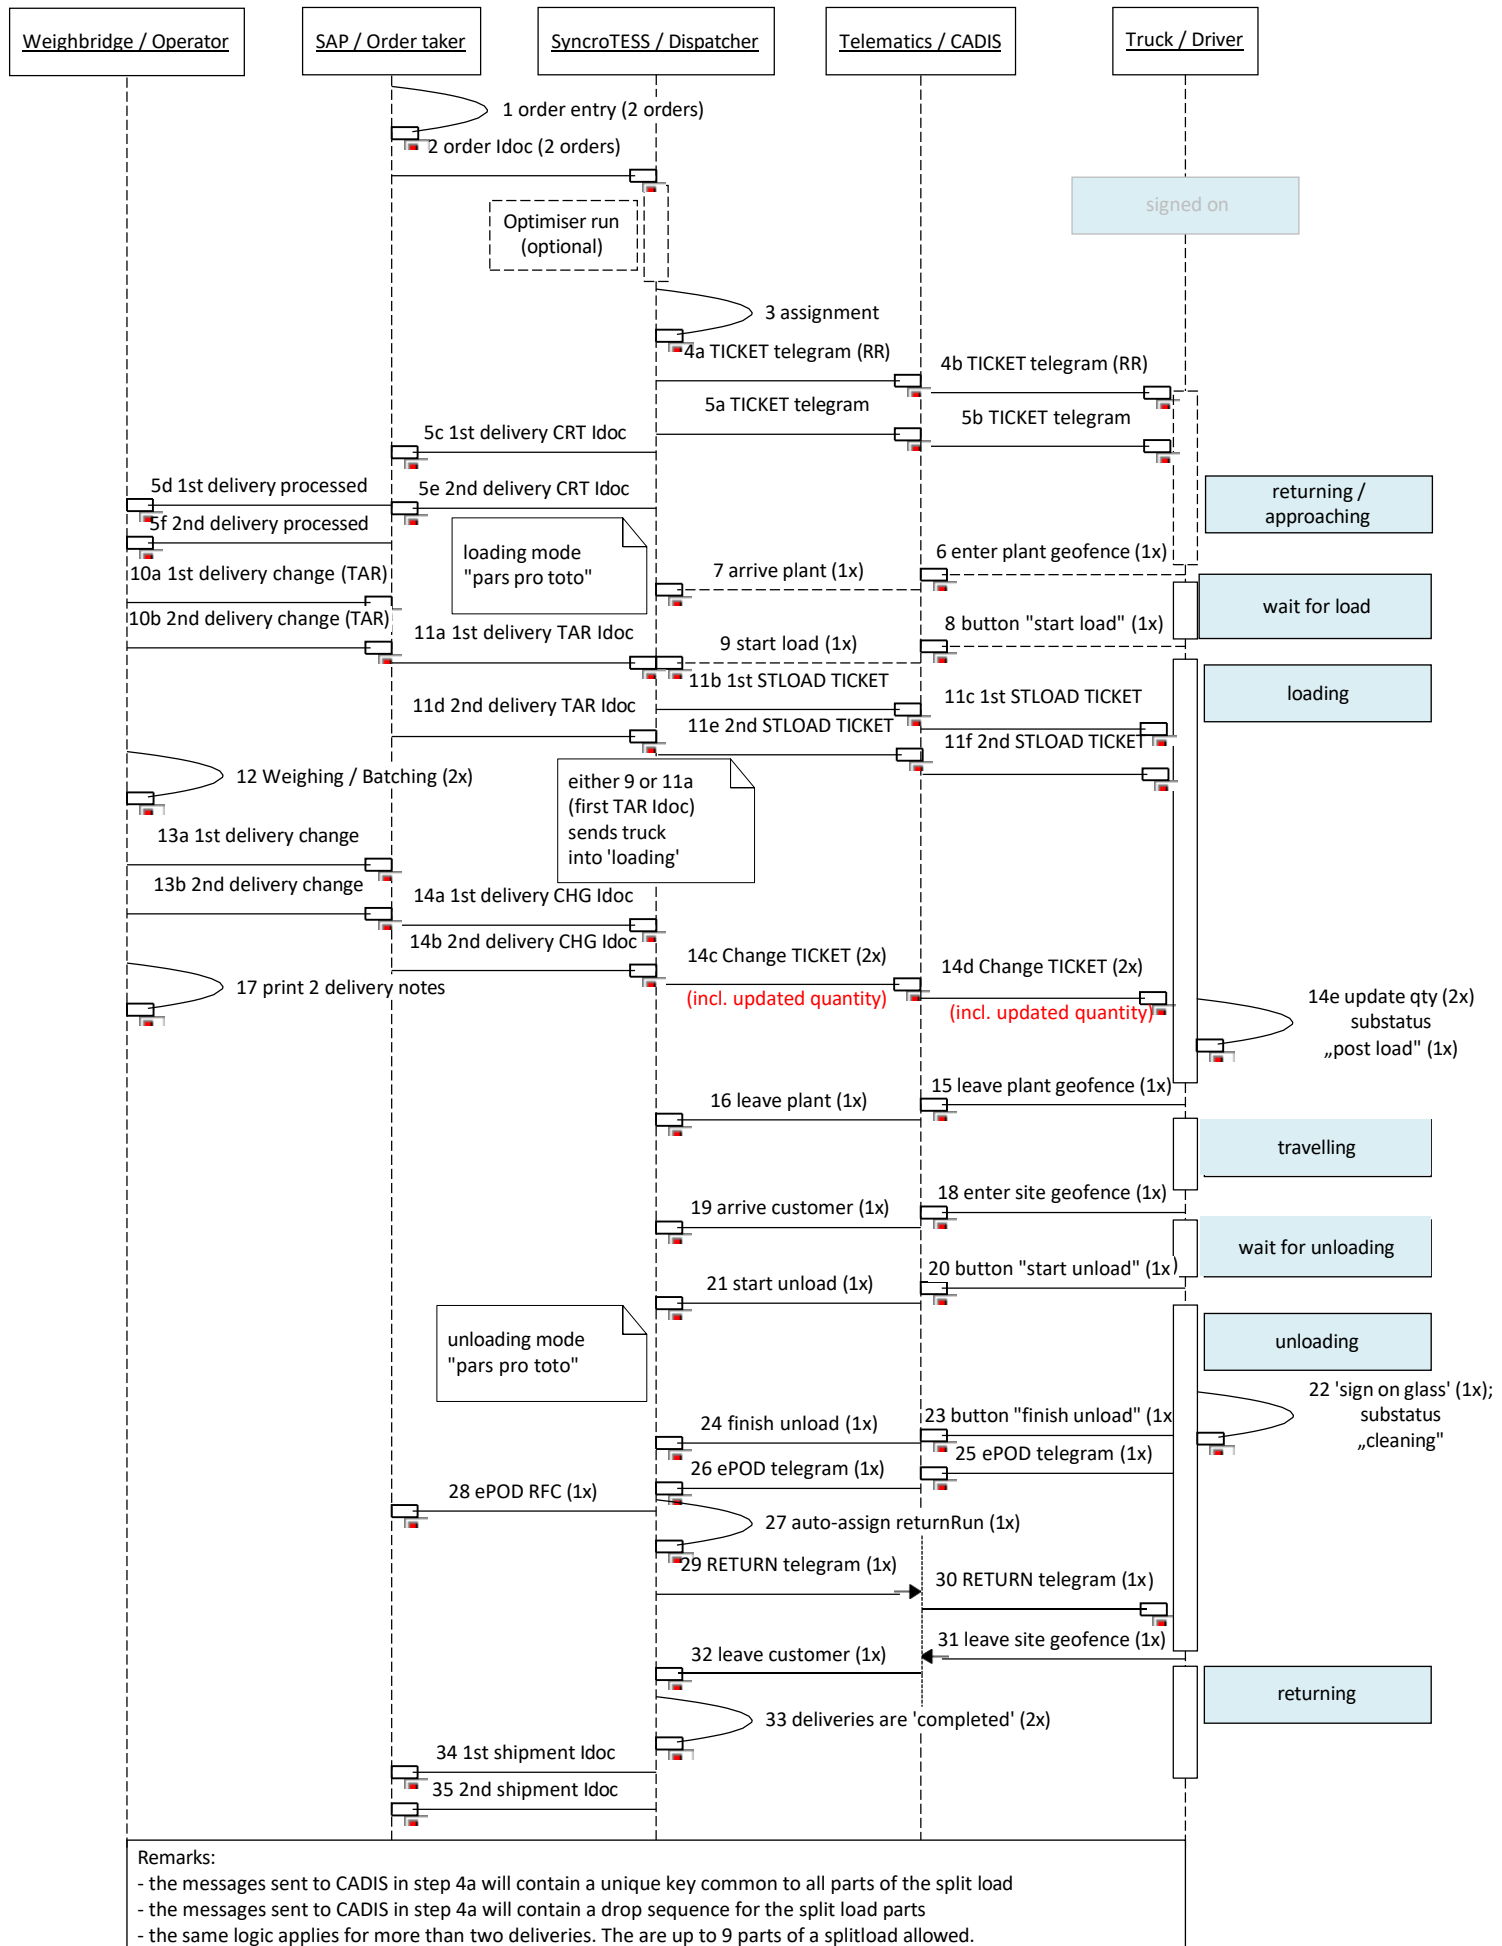 Weighbridge / Operator
SAP / Order taker
SyncroTESS / Dispatcher
Telematics / CADIS
Truck / Driver
1 order entry (2 orders)
2 order Idoc (2 orders)
signed on
Optimiser run
(optional)
3 assignment
4a TICKET telegram (RR)
4b TICKET telegram (RR)
5a TICKET telegram
5b TICKET telegram
5c 1st delivery CRT Idoc
5d 1st delivery processed
5e 2nd delivery CRT Idoc
returning /
approaching
5f 2nd delivery processed
loading mode
"pars pro toto"
6 enter plant geofence (1x)
7 arrive plant (1x)
10a 1st delivery change (TAR)
wait for load
10b 2nd delivery change (TAR)
11a 1st delivery TAR Idoc
8 button "start load" (1x)
9 start load (1x)
11b 1st STLOAD TICKET
11c 1st STLOAD TICKET
loading
11d 2nd delivery TAR Idoc
11e 2nd STLOAD TICKET
11f 2nd STLOAD TICKET
12 Weighing / Batching (2x)
either 9 or 11a
(first TAR Idoc)
sends truck
into 'loading'
13a 1st delivery change
13b 2nd delivery change
14a 1st delivery CHG Idoc
14b 2nd delivery CHG Idoc
14c Change TICKET (2x)
(incl. updated quantity)
14d Change TICKET (2x)
(incl. updated quantity)
17 print 2 delivery notes
14e update qty (2x)
substatus
„post load" (1x)
15 leave plant geofence (1x)
16 leave plant (1x)
travelling
18 enter site geofence (1x)
19 arrive customer (1x)
wait for unloading
20 button "start unload" (1x)
21 start unload (1x)
unloading mode
"pars pro toto"
unloading
22 'sign on glass' (1x);
substatus
„cleaning"
23 button "finish unload" (1x
24 finish unload (1x)
25 ePOD telegram (1x)
26 ePOD telegram (1x)
28 ePOD RFC (1x)
27 auto-assign returnRun (1x)
29 RETURN telegram (1x)
30 RETURN telegram (1x)
31 leave site geofence (1x)
32 leave customer (1x)
returning
33 deliveries are 'completed' (2x)
34 1st shipment Idoc
35 2nd shipment Idoc
Remarks:
- the messages sent to CADIS in step 4a will contain a unique key common to all parts of the split load
- the messages sent to CADIS in step 4a will contain a drop sequence for the split load parts
- the same logic applies for more than two deliveries. The are up to 9 parts of a splitload allowed.